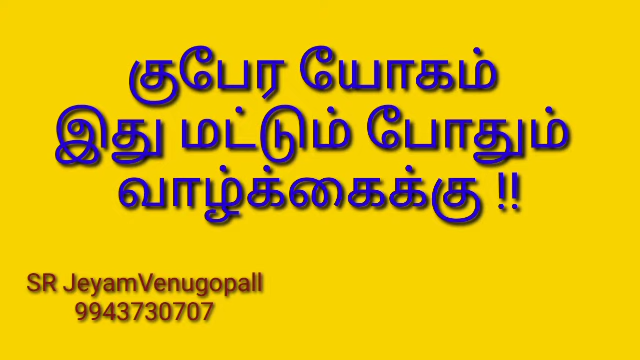 குபேர யோகம்
இது மட்டும் போதும்
வாழ்க்கைக்கு !!
SR JeyamVenugopall
9943730707